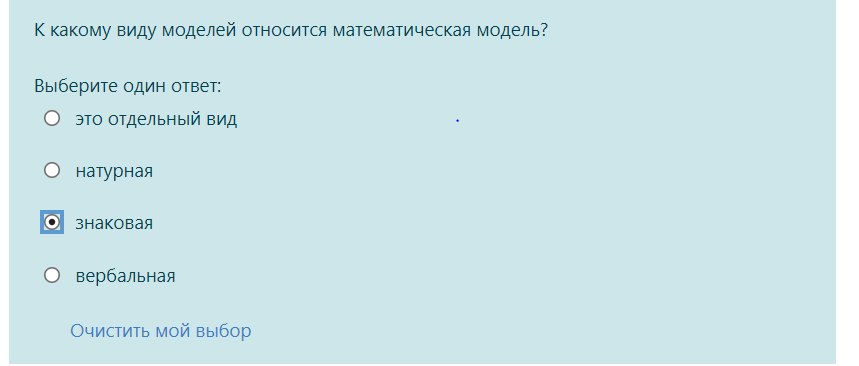 К какому виду моделей относится математическая модель?
Выберите один ответ:
это отдельный вид
натурная
знаковая
вербальная
Очистить мой выбор